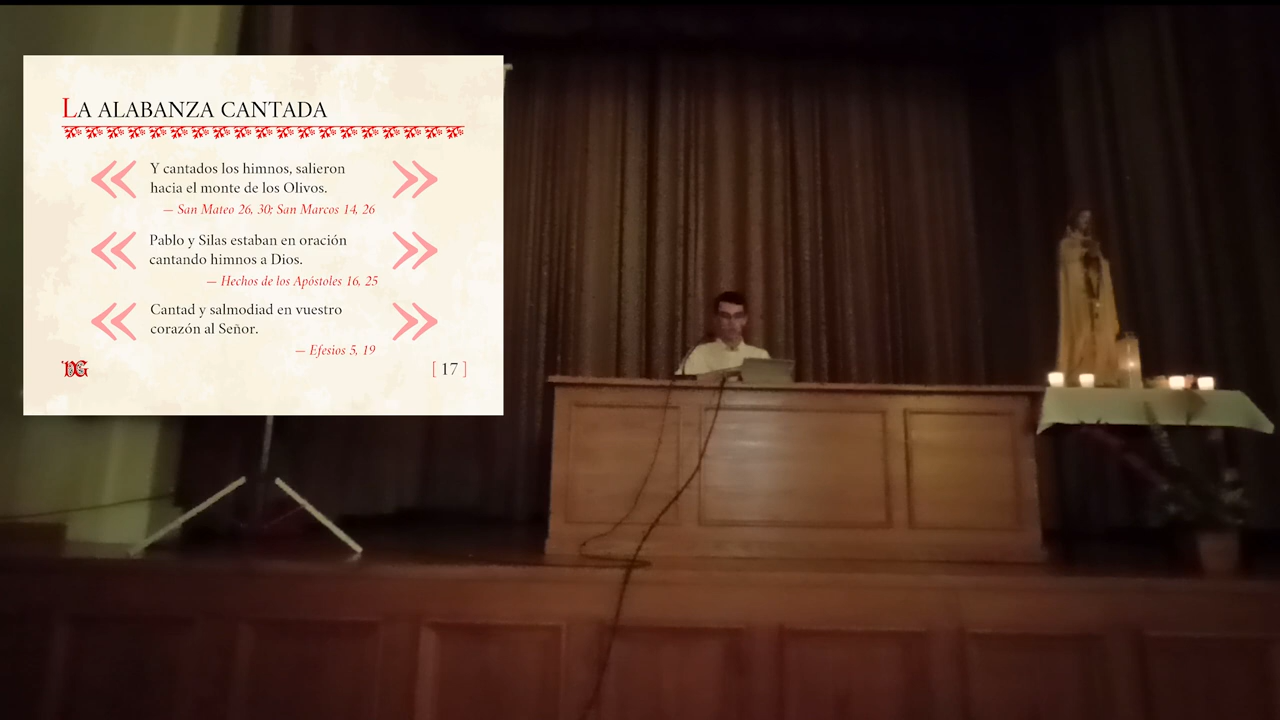 LA ALABANZA CANTADA
Y cantados los himnos, salieron
hacia el monte de los Olivos.
— San Mateo 26, 30; San Marcos 14, 26
Pablo y Silas estaban en oración
cantando himnos a Dios.
— Hechos de los Apóstoles 16, 25
Cantad y salmodiad en vuestro
corazón al Señor.
— Efesios 5, 19
DG
[ 17 ]